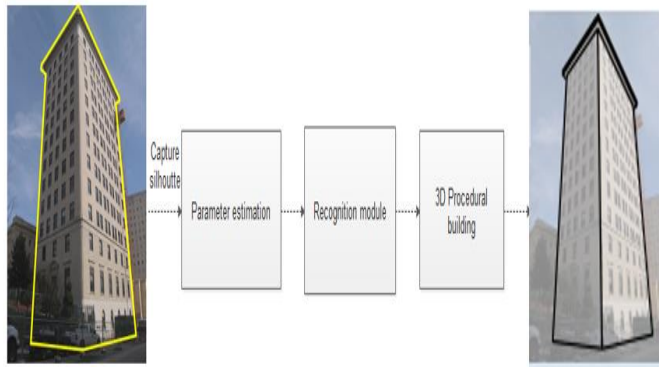 Capture
silhoutte
Parameter estimation
Recognition module
3D Procedural
building